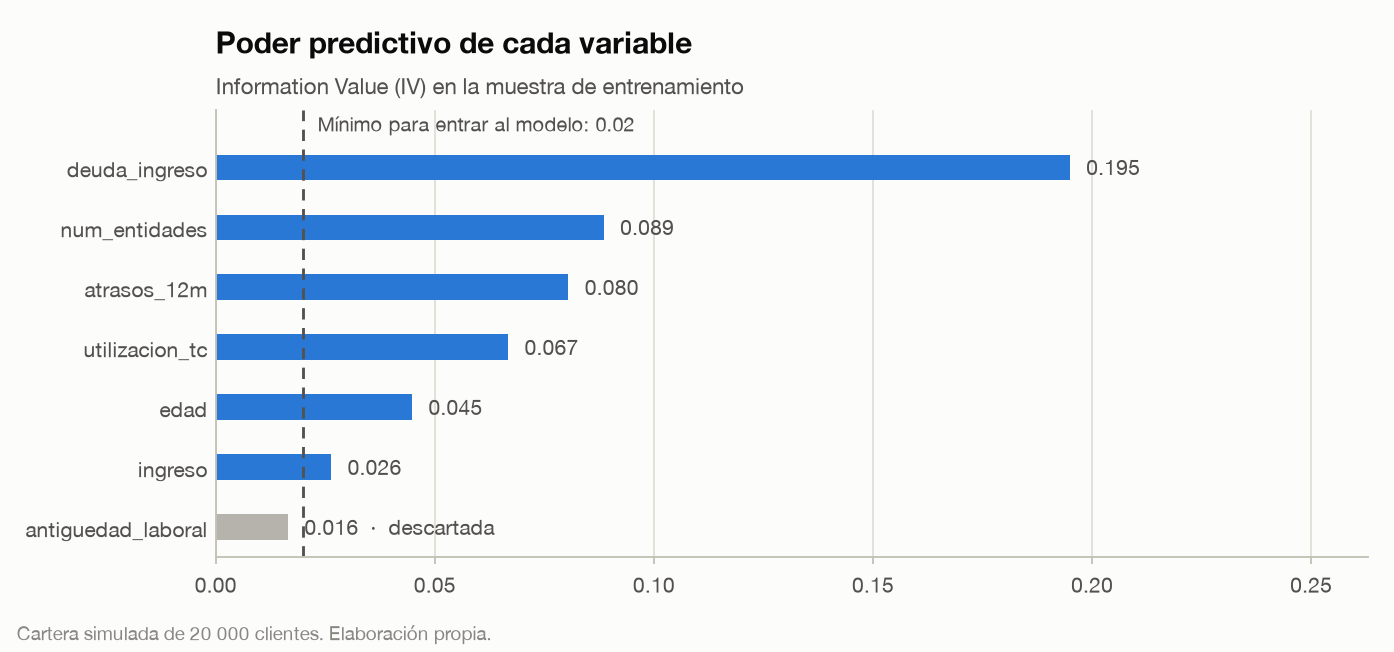 Poder predictivo de cada variable
Information Value (IV) en la muestra de entrenamiento
Mínimo para entrar al modelo: 0.02
deuda_ingreso 0.195
num_entidades 0.089
atrasos_12m 0.080
utilizacion_tc 0.067
edad 0.045
ingreso 0.026
antiguedad_laboral 0.016 · descartada
0.00 0.05 0.10 0.15 0.20 0.25
Cartera simulada de 20 000 clientes. Elaboración propia.